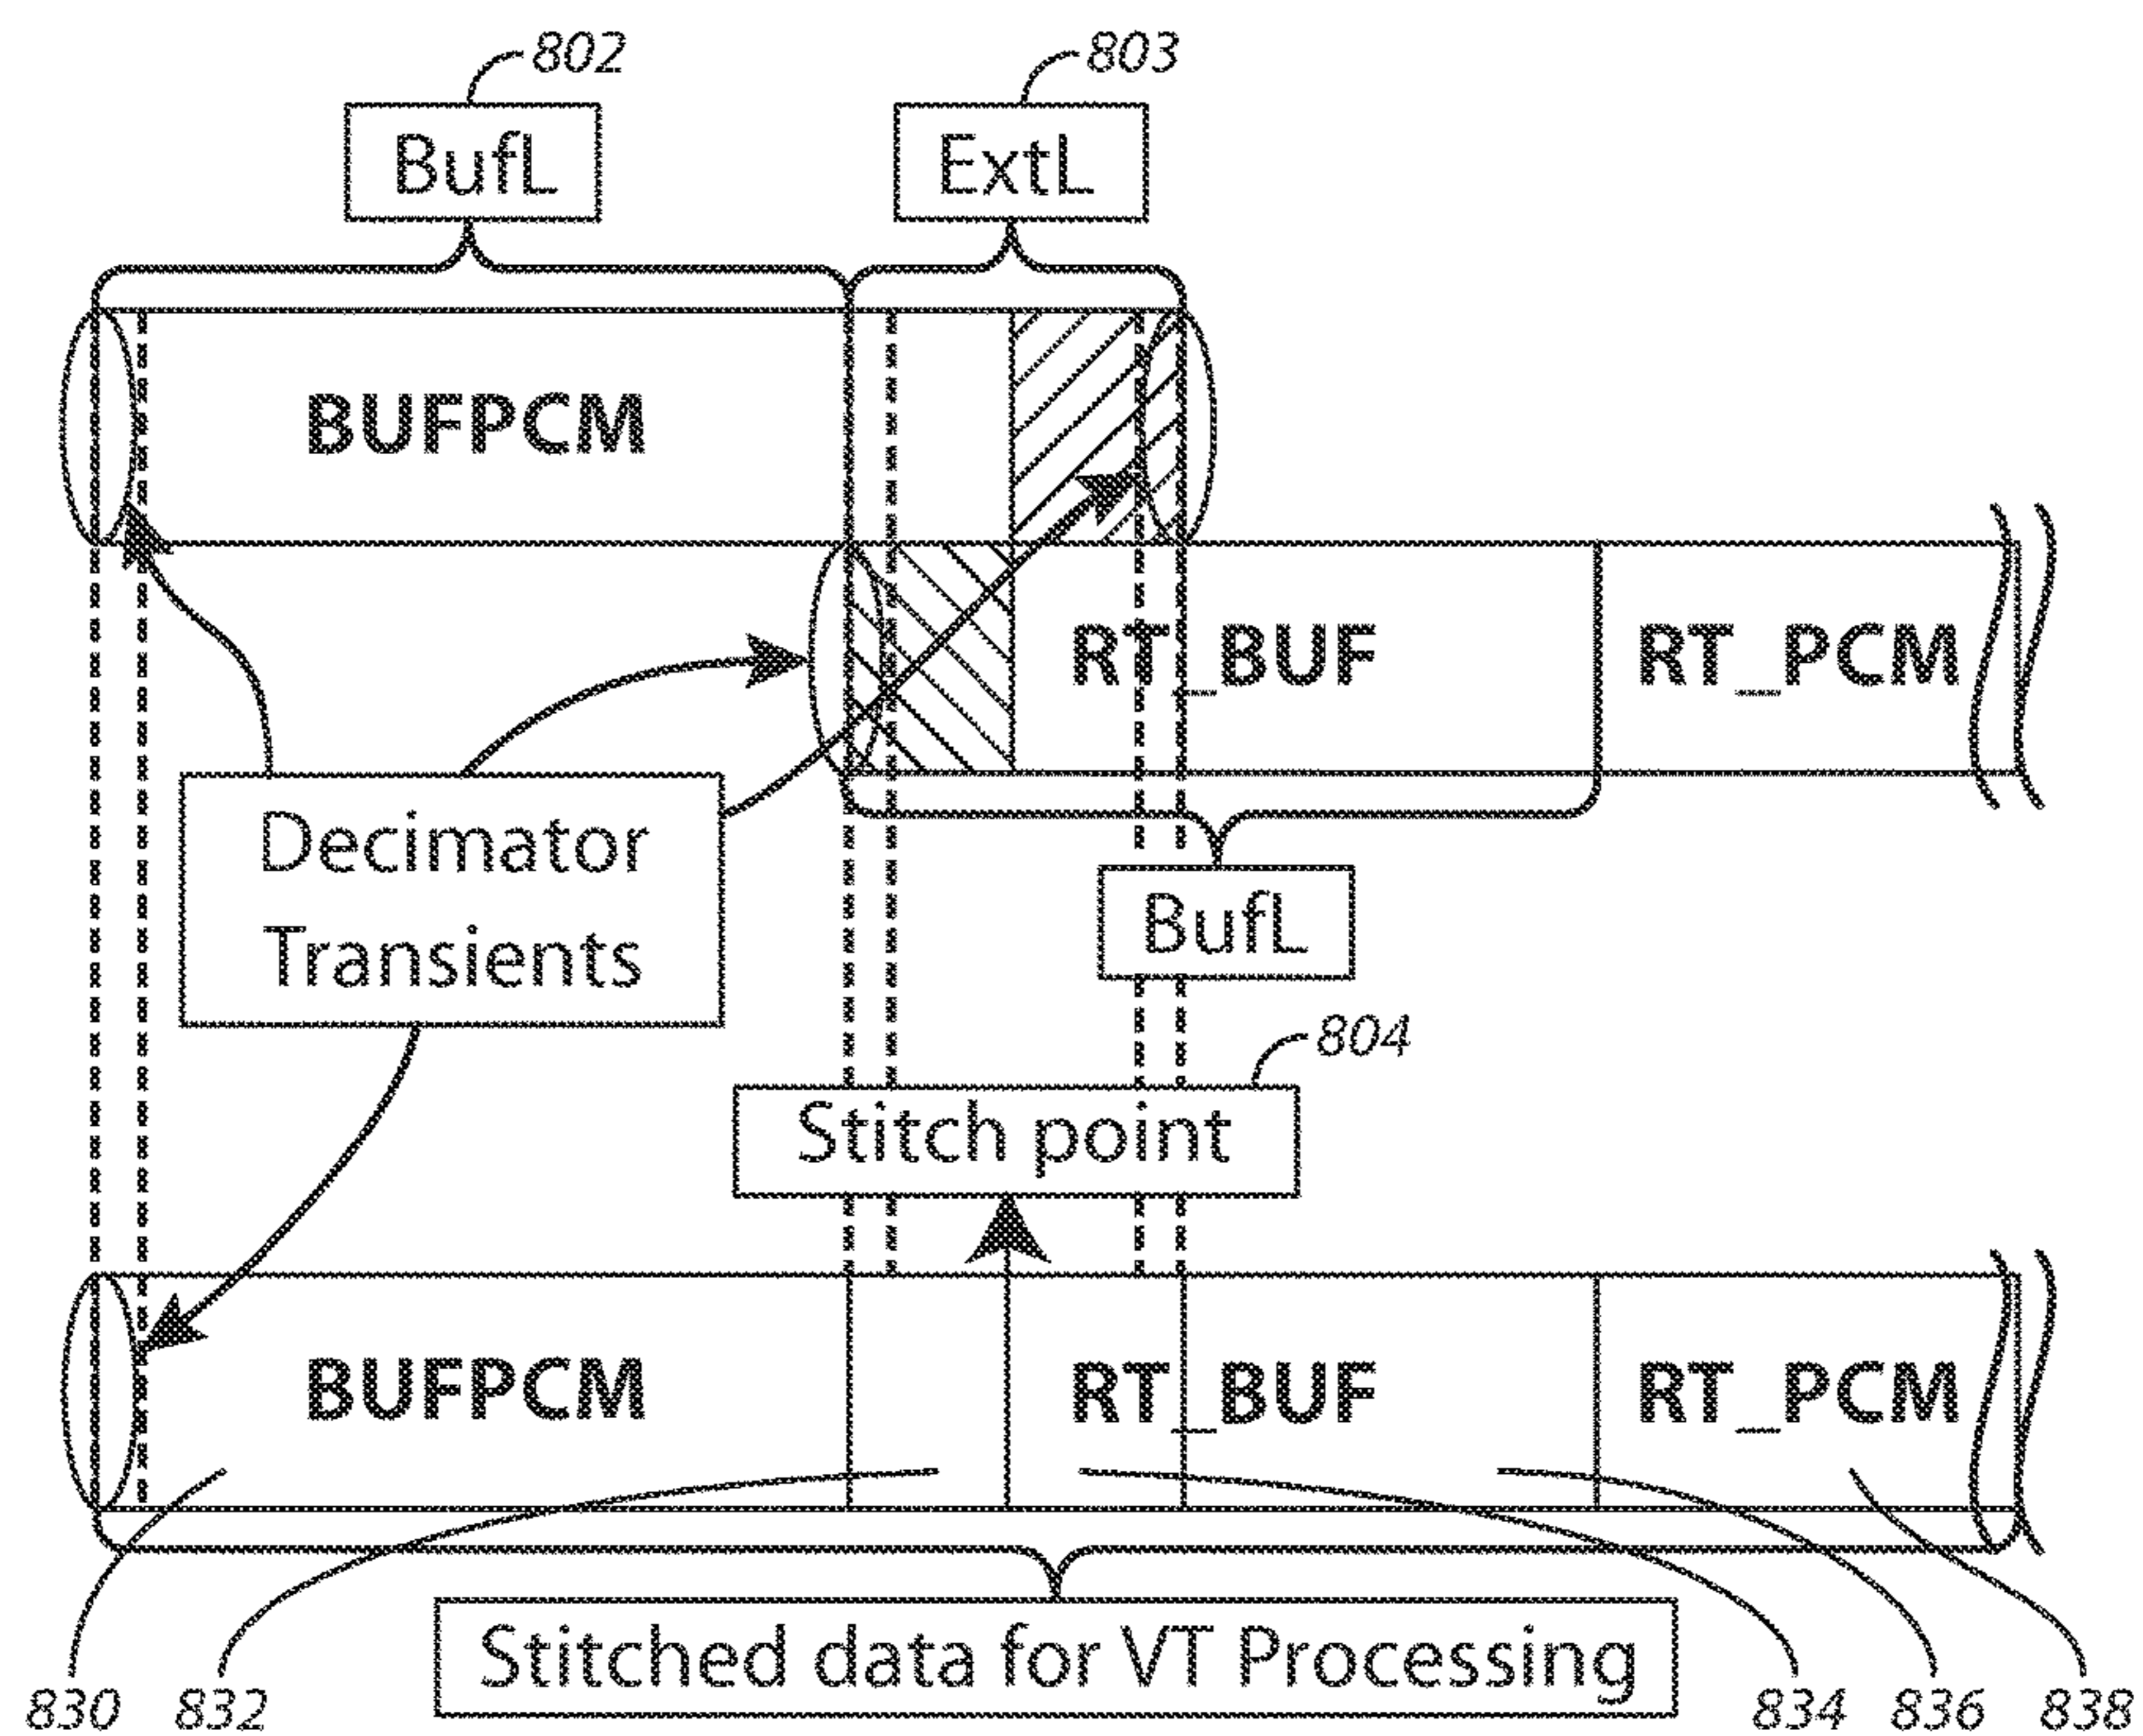 802
803
BufL
ExtL
BUFPCM
RT_BUF
RT_PCM
Decimator
Transients
BufL
804
Stitch point
BUFPCM
RT_BUF
RT_PCM
Stitched data for VT Processing
830
832
834
836
838